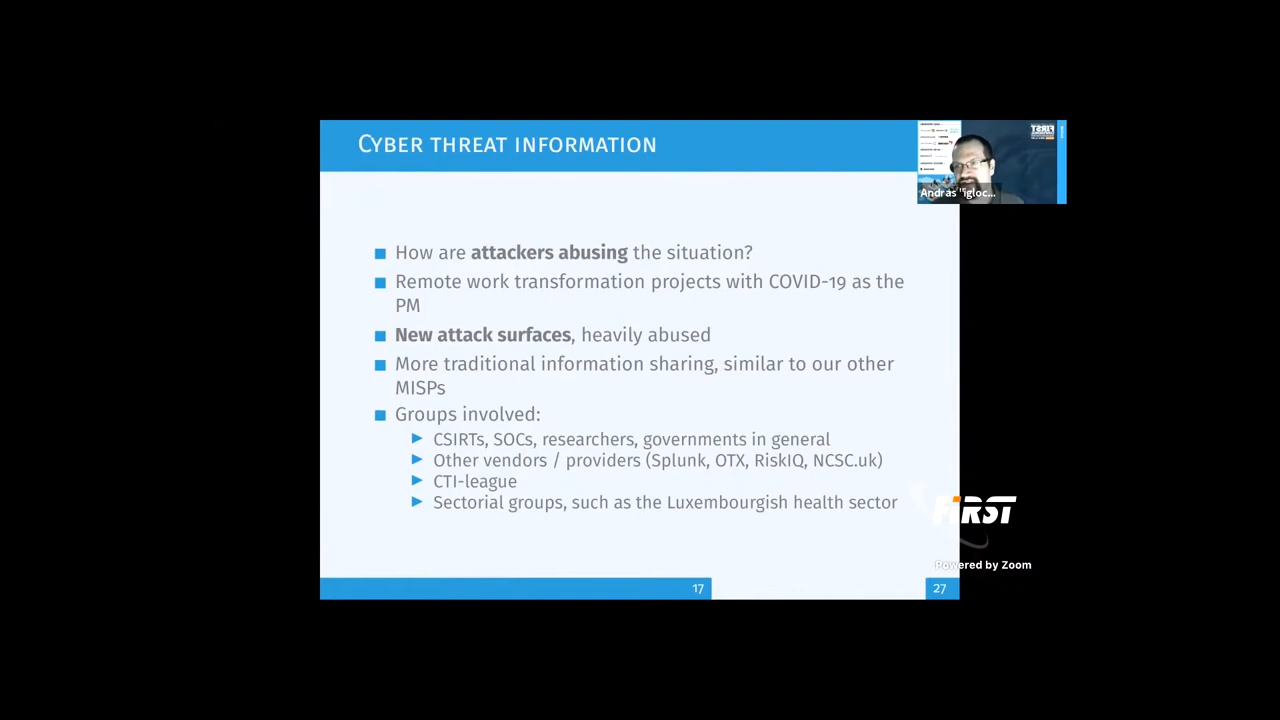 CYBER THREAT INFORMATION
FIRST
Andras "igloc...
How are attackers abusing the situation?
Remote work transformation projects with COVID-19 as the
PM
New attack surfaces, heavily abused
More traditional information sharing, similar to our other
MISPs
Groups involved:
CSIRTs, SOCs, researchers, governments in general
Other vendors / providers (Splunk, OTX, RiskIQ, NCSC.uk)
CTI-league
Sectorial groups, such as the Luxembourgish health sector
FIRST
Powered by Zoom
17
27